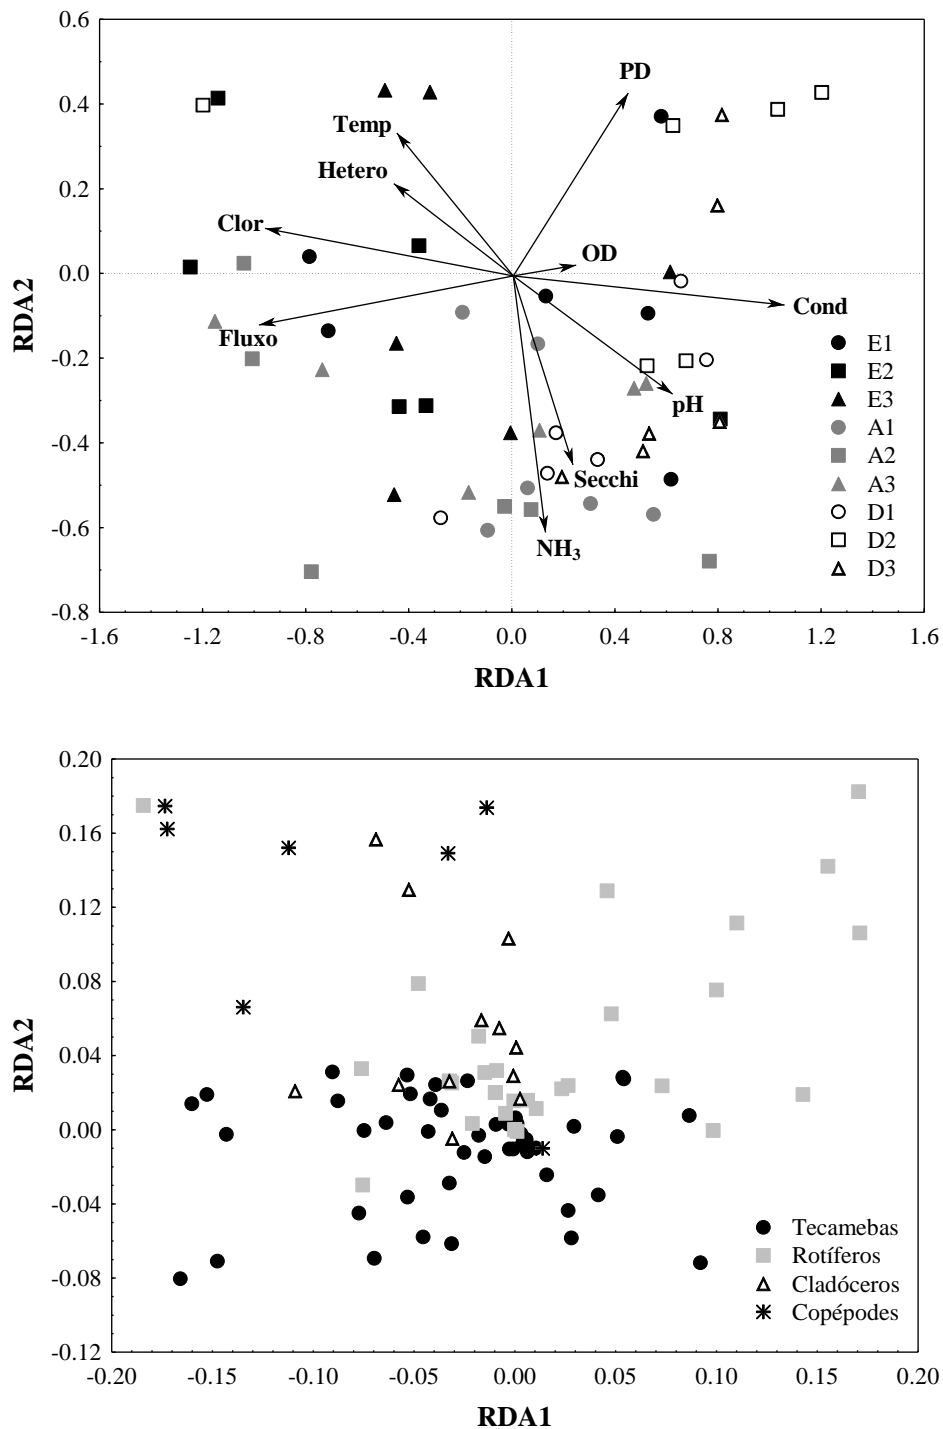 0.6
0.4
0.2
0.0
-0.2
-0.4
-0.6
-0.8
RDA2
PD
Temp
Hetero
Clor
OD
Cond
Fluxo
pH
Secchi
NH₃
E1
E2
E3
A1
A2
A3
D1
D2
D3
-1.6 -1.2 -0.8 -0.4 0.0 0.4 0.8 1.2 1.6
RDA1
0.20
0.16
0.12
0.08
0.04
0.00
-0.04
-0.08
-0.12
RDA2
Tecamebas
Rotíferos
Cladóceros
Copépodes
-0.20 -0.15 -0.10 -0.05 0.00 0.05 0.10 0.15 0.20
RDA1